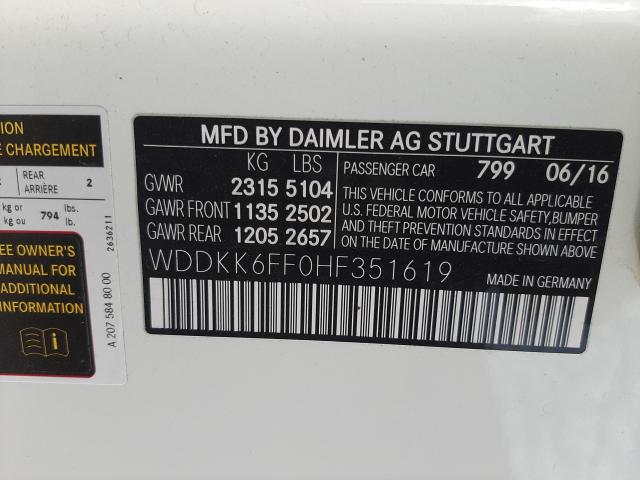 ION
E CHARGEMENT
REAR
ARRIÈRE 2
kg or
kg ou 794 lbs.
lb.
EE OWNER'S
MANUAL FOR
ADDITIONAL
INFORMATION
2636211
A 207 584 80 00
MFD BY DAIMLER AG STUTTGART
KG LBS
GVWR 2315 5104
GAWR FRONT 1135 2502
GAWR REAR 1205 2657
PASSENGER CAR 799 06/16
THIS VEHICLE CONFORMS TO ALL APPLICABLE
U.S. FEDERAL MOTOR VEHICLE SAFETY, BUMPER
AND THEFT PREVENTION STANDARDS IN EFFECT
ON THE DATE OF MANUFACTURE SHOWN ABOVE
WDDKK6FF0HF351619
MADE IN GERMANY